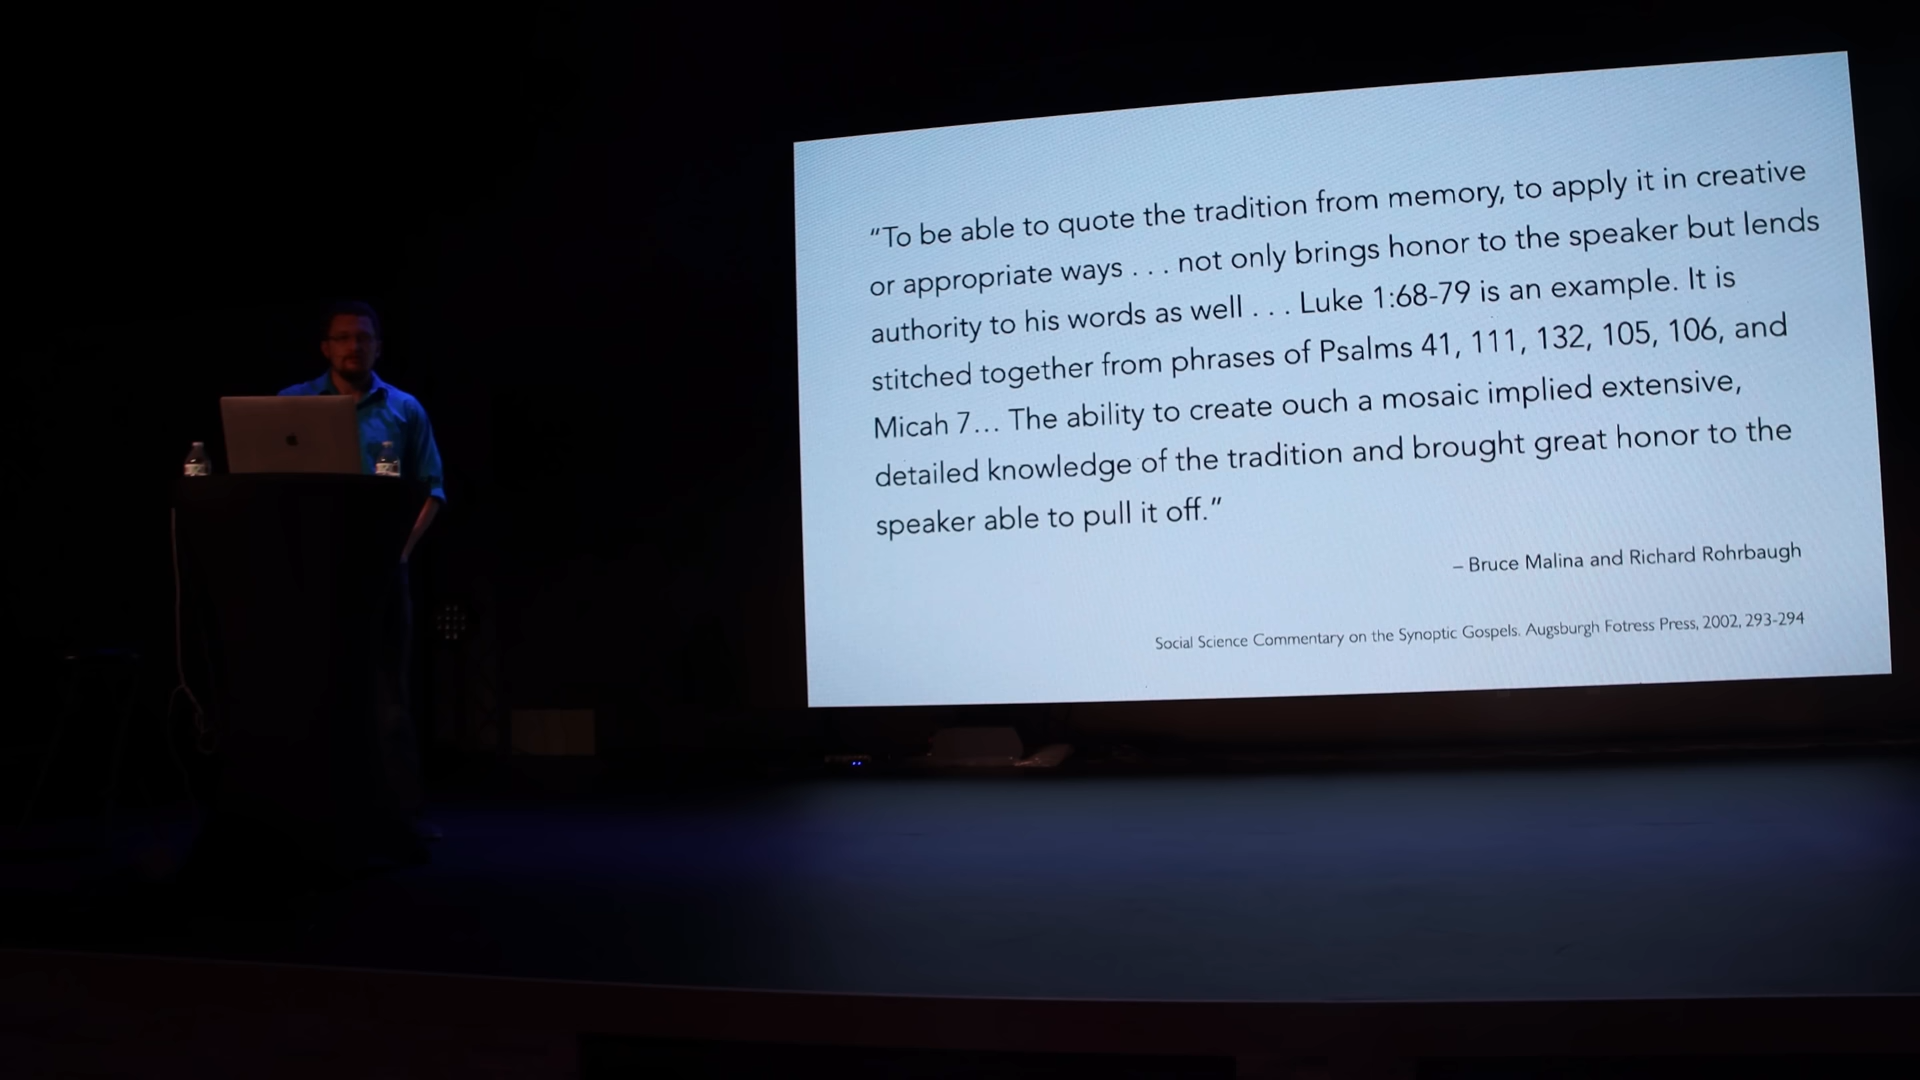 “To be able to quote the tradition from memory, to apply it in creative
or appropriate ways . . . not only brings honor to the speaker but lends
authority to his words as well . . . Luke 1:68-79 is an example. It is
stitched together from phrases of Psalms 41, 111, 132, 105, 106, and
Micah 7… The ability to create ouch a mosaic implied extensive,
detailed knowledge of the tradition and brought great honor to the
speaker able to pull it off.”
– Bruce Malina and Richard Rohrbaugh
Social Science Commentary on the Synoptic Gospels. Augsburgh Fotress Press, 2002, 293-294